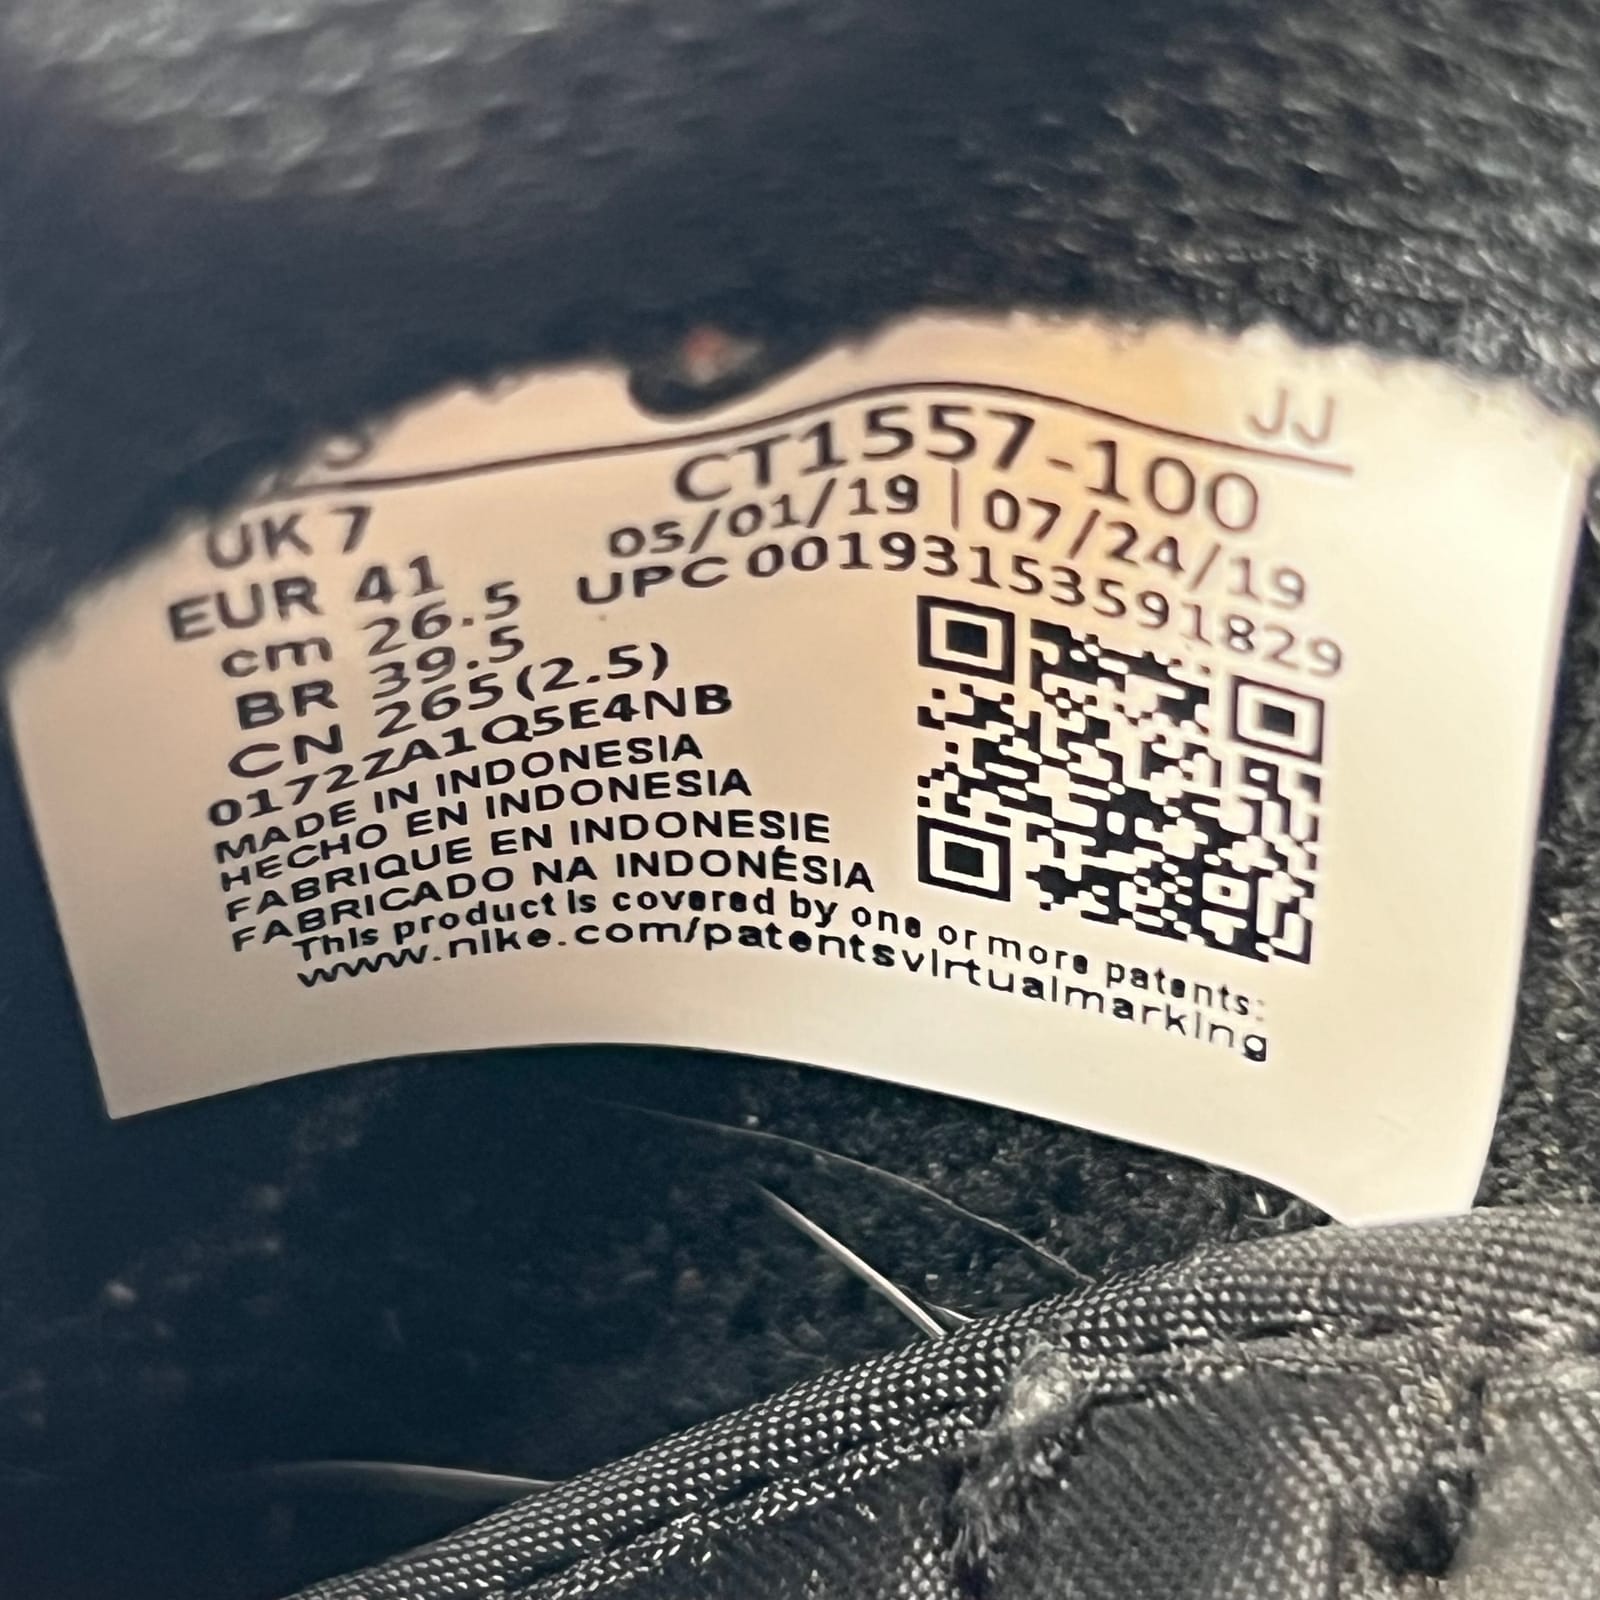 JJ
CT1557-100
UK 7
05/01/19 | 07/24/19
EUR 41
UPC 00193153591829
cm 26.5
BR 39.5
CN 265(2.5)
0172ZA1Q5E4NB
MADE IN INDONESIA
HECHO EN INDONESIA
FABRIQUE EN INDONESIE
FABRICADO NA INDONÉSIA
This product is covered by one or more patents:
www.nike.com/patentsvirtualmarking